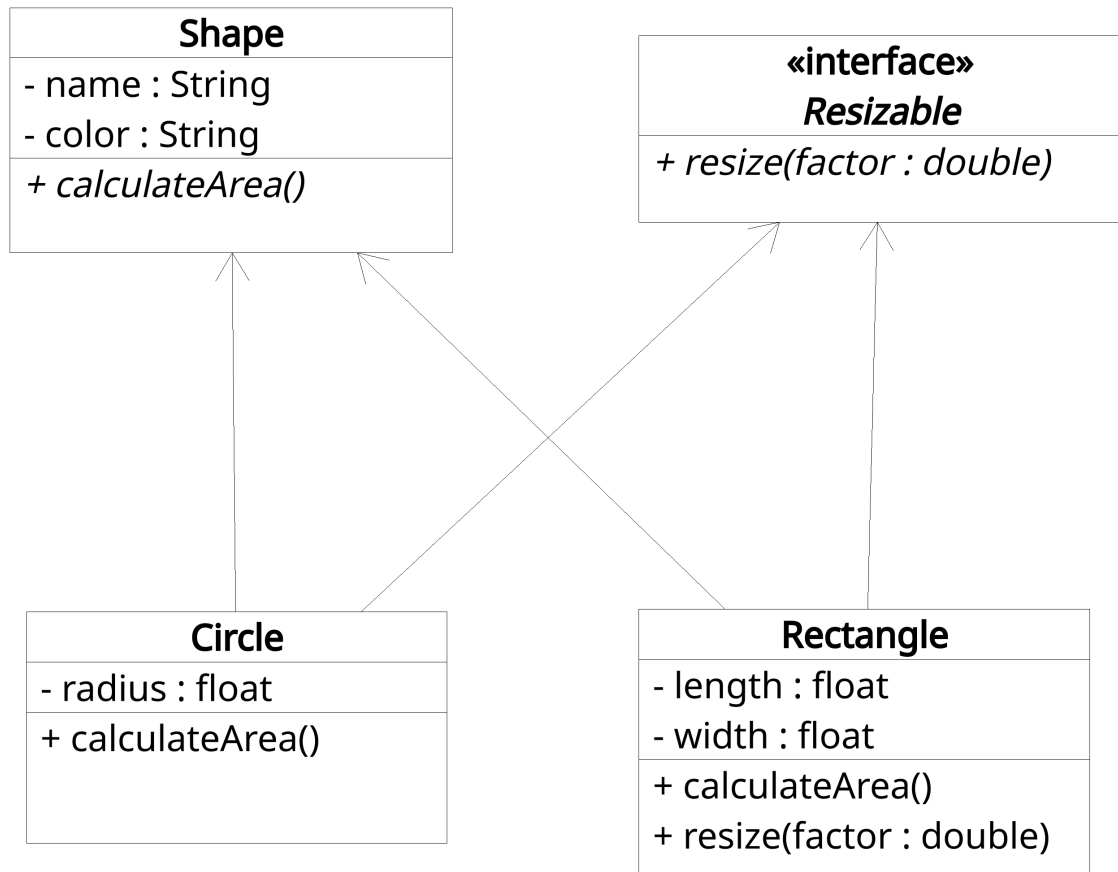 Shape
- name : String
- color : String
+ calculateArea()
«interface»
Resizable
+ resize(factor : double)
Circle
- radius : float
+ calculateArea()
Rectangle
- length : float
- width : float
+ calculateArea()
+ resize(factor : double)